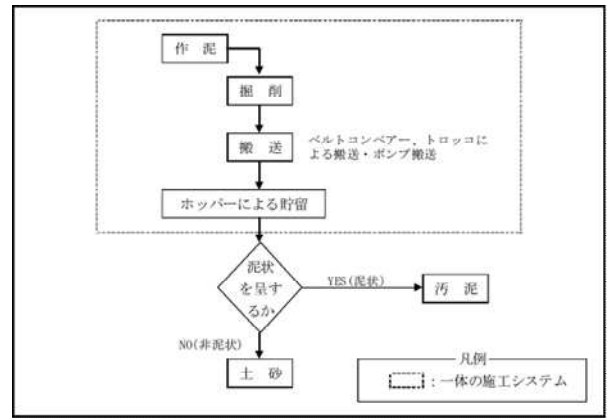 作 泥
掘 削
搬 送
ベルトコンベアー, トロッコに
よる搬送・ポンプ搬送
ホッパーによる貯留
泥状
を呈す
るか
YES(泥状)
汚 泥
NO(非泥状)
土 砂
凡例
：一体の施工システム